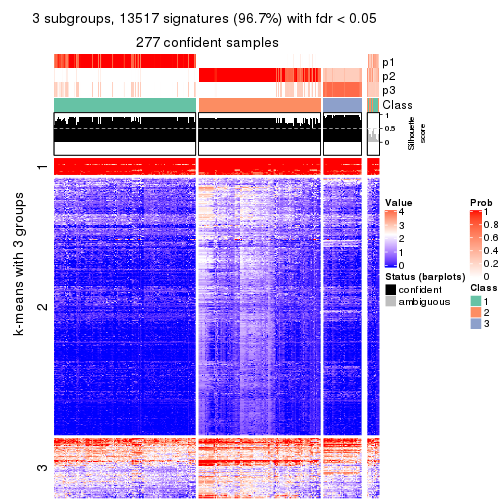 3 subgroups, 13517 signatures (96.7%) with fdr < 0.05
277 confident samples
p1
p2
p3
Class
1
0.5
0
Silhouette
score
k-means with 3 groups
1
2
3
Value
4
3
2
1
0
Status (barplots)
confident
ambiguous
Prob
1
0.8
0.6
0.4
0.2
0
Class
1
2
3